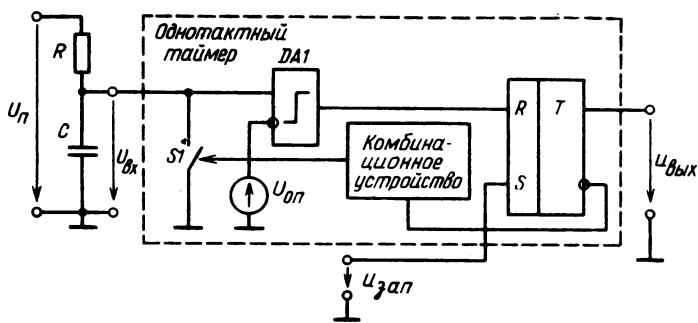 Однотактный
таймер
DA1
R
C
Uп
Uвх
S1
Uоп
Комбина-
ционное
устройство
R
T
S
uвых
uзап